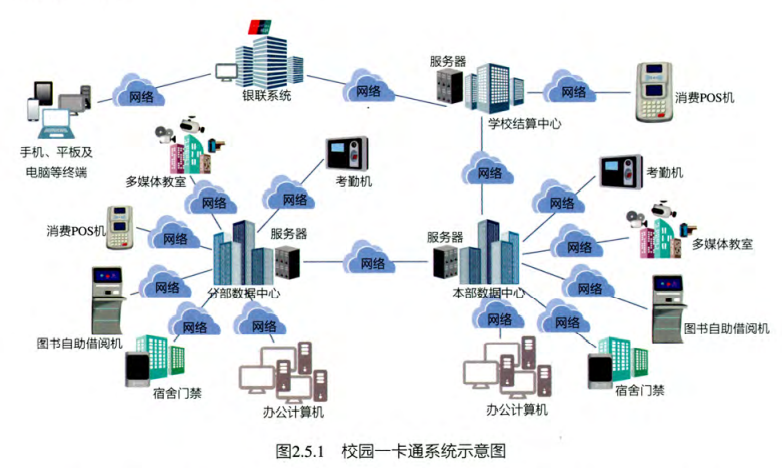 服务器
网络
网络
网络
银联系统
消费POS机
学校结算中心
手机、平板及
电脑等终端
多媒体教室
网络
考勤机
网络
考勤机
网络
网络
网络
消费POS机
网络
服务器
服务器
网络
多媒体教室
网络
网络
分部数据中心
本部数据中心
网络
图书自助借阅机
网络
网络
网络
网络
图书自助借阅机
宿舍门禁
宿舍门禁
办公计算机
办公计算机
图2.5.1 校园一卡通系统示意图